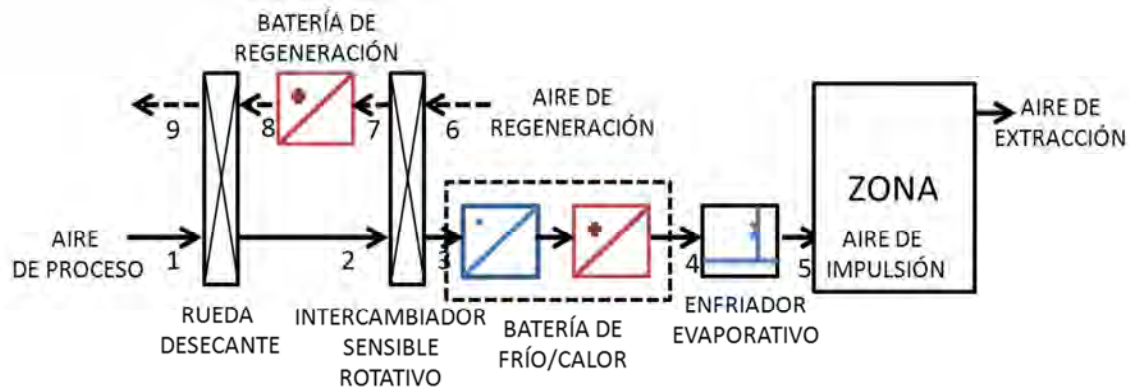 BATERÍA DE
REGENERACIÓN
9
8
7
6
AIRE DE
REGENERACIÓN
AIRE DE
EXTRACCIÓN
ZONA
AIRE
DE PROCESO
1
2
3
4
5
AIRE DE
IMPULSIÓN
RUEDA
DESECANTE
INTERCAMBIADOR
SENSIBLE
ROTATIVO
BATERÍA DE
FRÍO/CALOR
ENFRIADOR
EVAPORATIVO